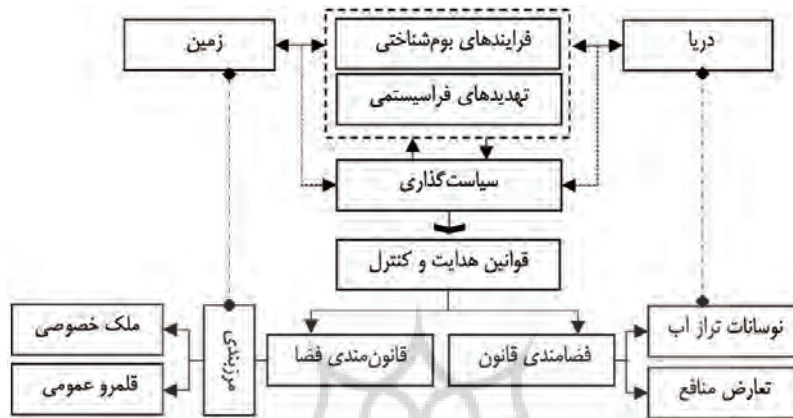 دریا
فرایندهای بوم‌شناختی
زمین
تهدیدهای فراسیستمی
سیاست‌گذاری
قوانین هدایت و کنترل
نوسانات تراز آب
فضامندی قانون
قانون‌مندی فضا
مرزبندی
ملک خصوصی
تعارض منافع
قلمرو عمومی